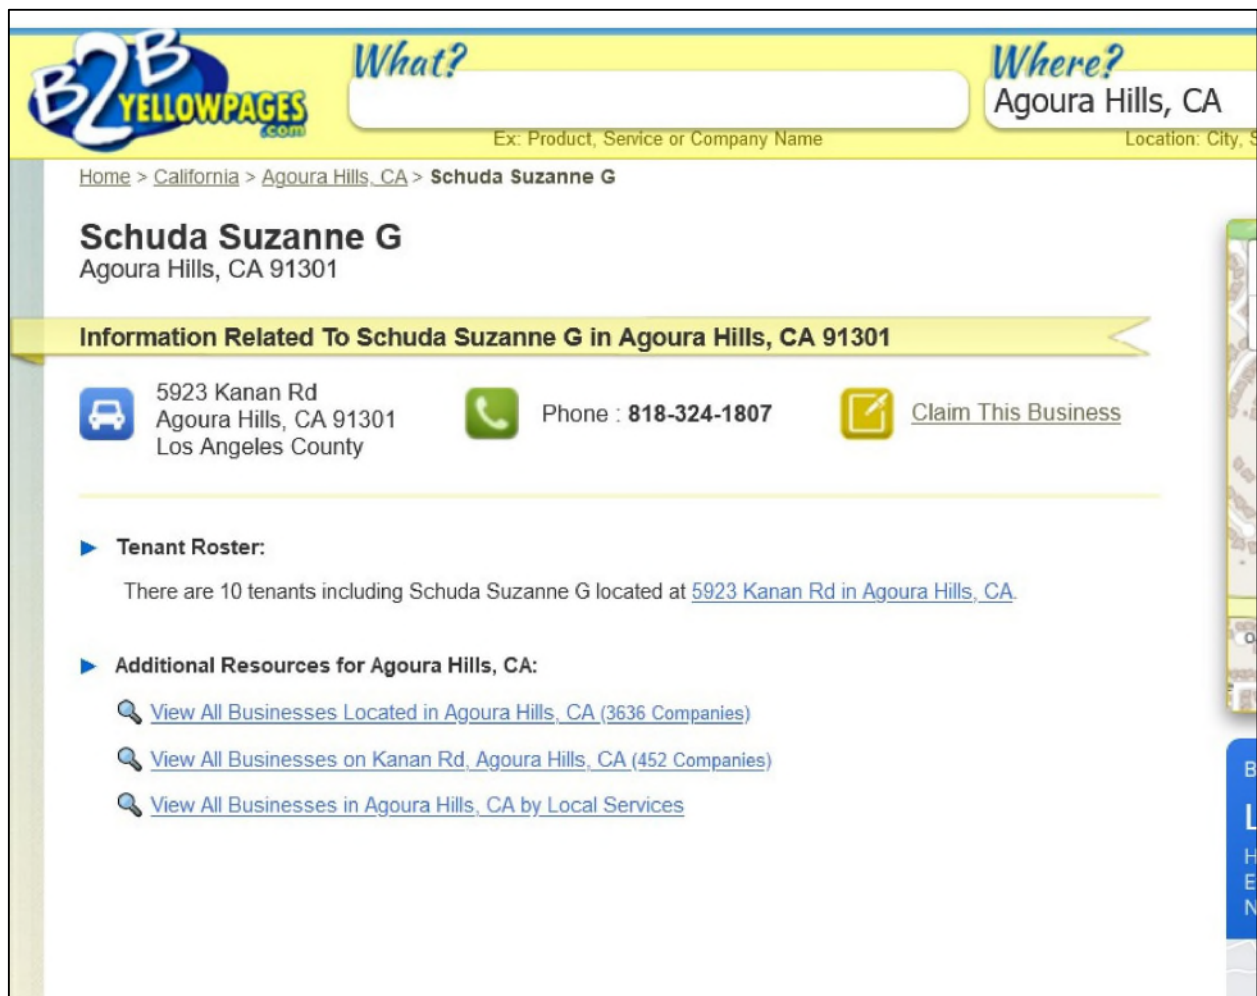 B2B
YELLOWPAGES
.com
What?
Where?
Agoura Hills, CA
Ex: Product, Service or Company Name
Location: City,
Home > California > Agoura Hills, CA > Schuda Suzanne G
Schuda Suzanne G
Agoura Hills, CA 91301
Information Related To Schuda Suzanne G in Agoura Hills, CA 91301
5923 Kanan Rd
Agoura Hills, CA 91301
Los Angeles County
Phone : 818-324-1807
Claim This Business
Tenant Roster:
There are 10 tenants including Schuda Suzanne G located at 5923 Kanan Rd in Agoura Hills, CA.
Additional Resources for Agoura Hills, CA:
View All Businesses Located in Agoura Hills, CA (3636 Companies)
View All Businesses on Kanan Rd, Agoura Hills, CA (452 Companies)
View All Businesses in Agoura Hills, CA by Local Services
B
L
H
E
N